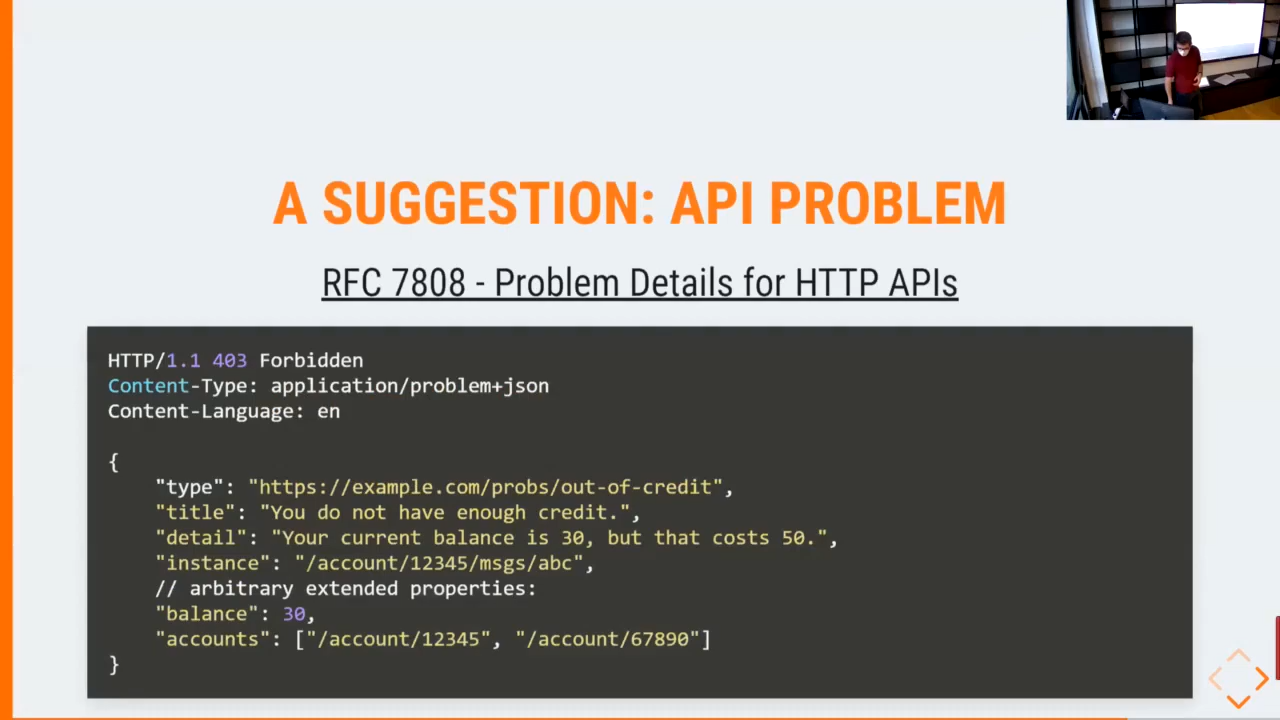 A SUGGESTION: API PROBLEM
RFC 7808 - Problem Details for HTTP APIs
HTTP/1.1 403 Forbidden
Content-Type: application/problem+json
Content-Language: en
{
"type": "https://example.com/probs/out-of-credit",
"title": "You do not have enough credit.",
"detail": "Your current balance is 30, but that costs 50.",
"instance": "/account/12345/msgs/abc",
// arbitrary extended properties:
"balance": 30,
"accounts": ["/account/12345", "/account/67890"]
}